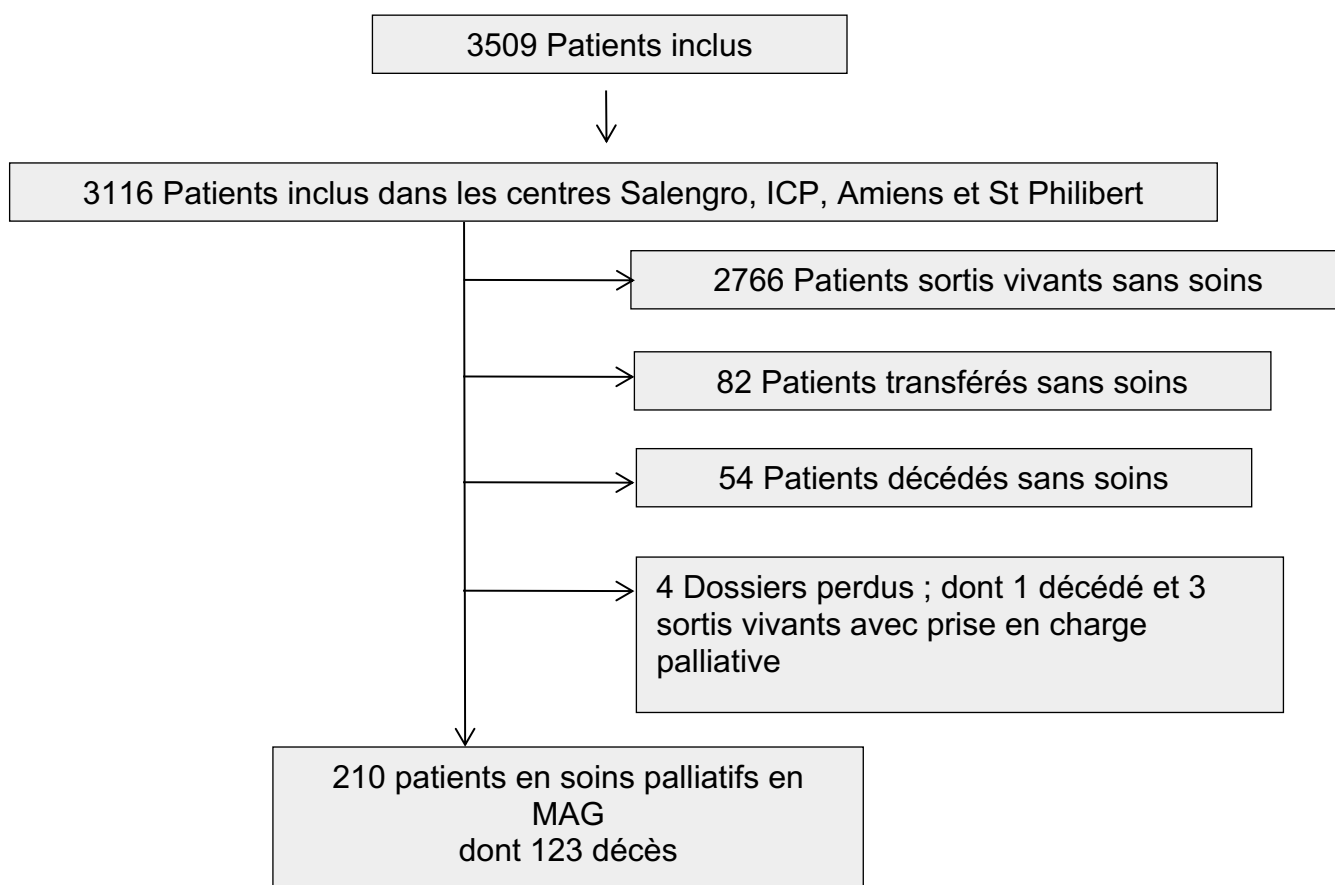 3509 Patients inclus
3116 Patients inclus dans les centres Salengro, ICP, Amiens et St Philibert
2766 Patients sortis vivants sans soins
82 Patients transférés sans soins
54 Patients décédés sans soins
4 Dossiers perdus ; dont 1 décédé et 3
sortis vivants avec prise en charge
palliative
210 patients en soins palliatifs en
MAG
dont 123 décès